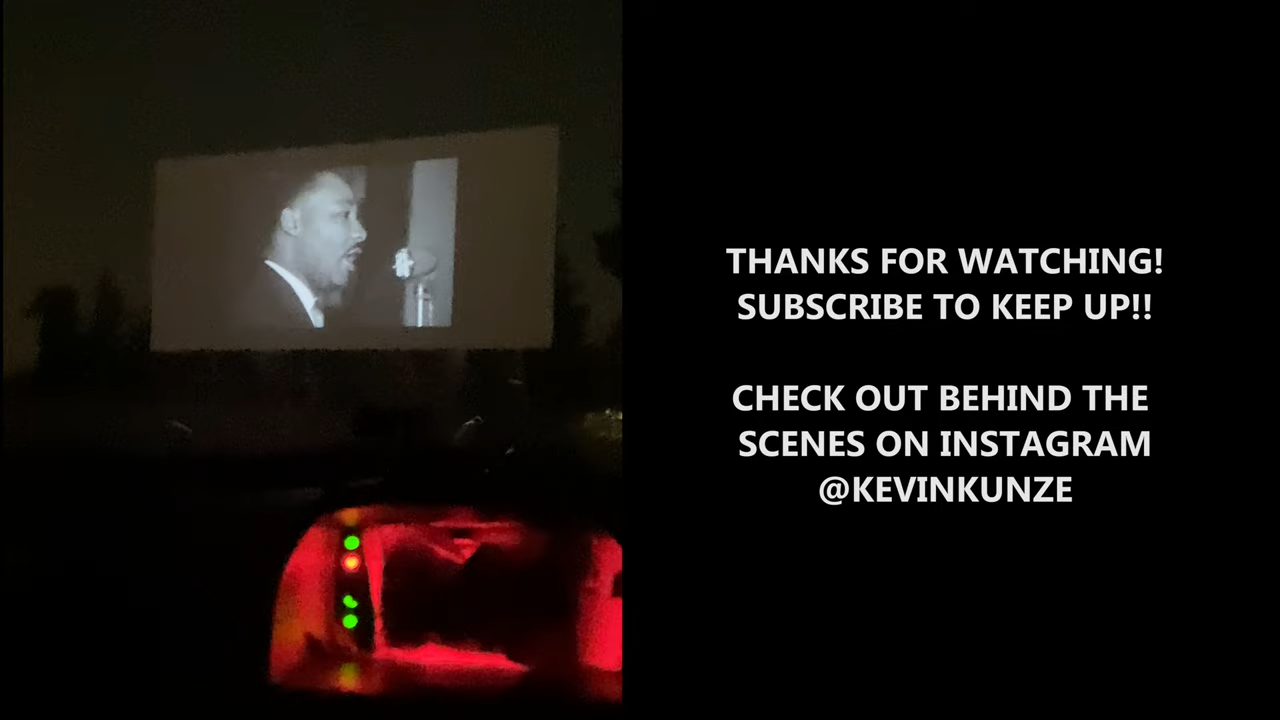 THANKS FOR WATCHING!
SUBSCRIBE TO KEEP UP!!
CHECK OUT BEHIND THE
SCENES ON INSTAGRAM
@KEVINKUNZE